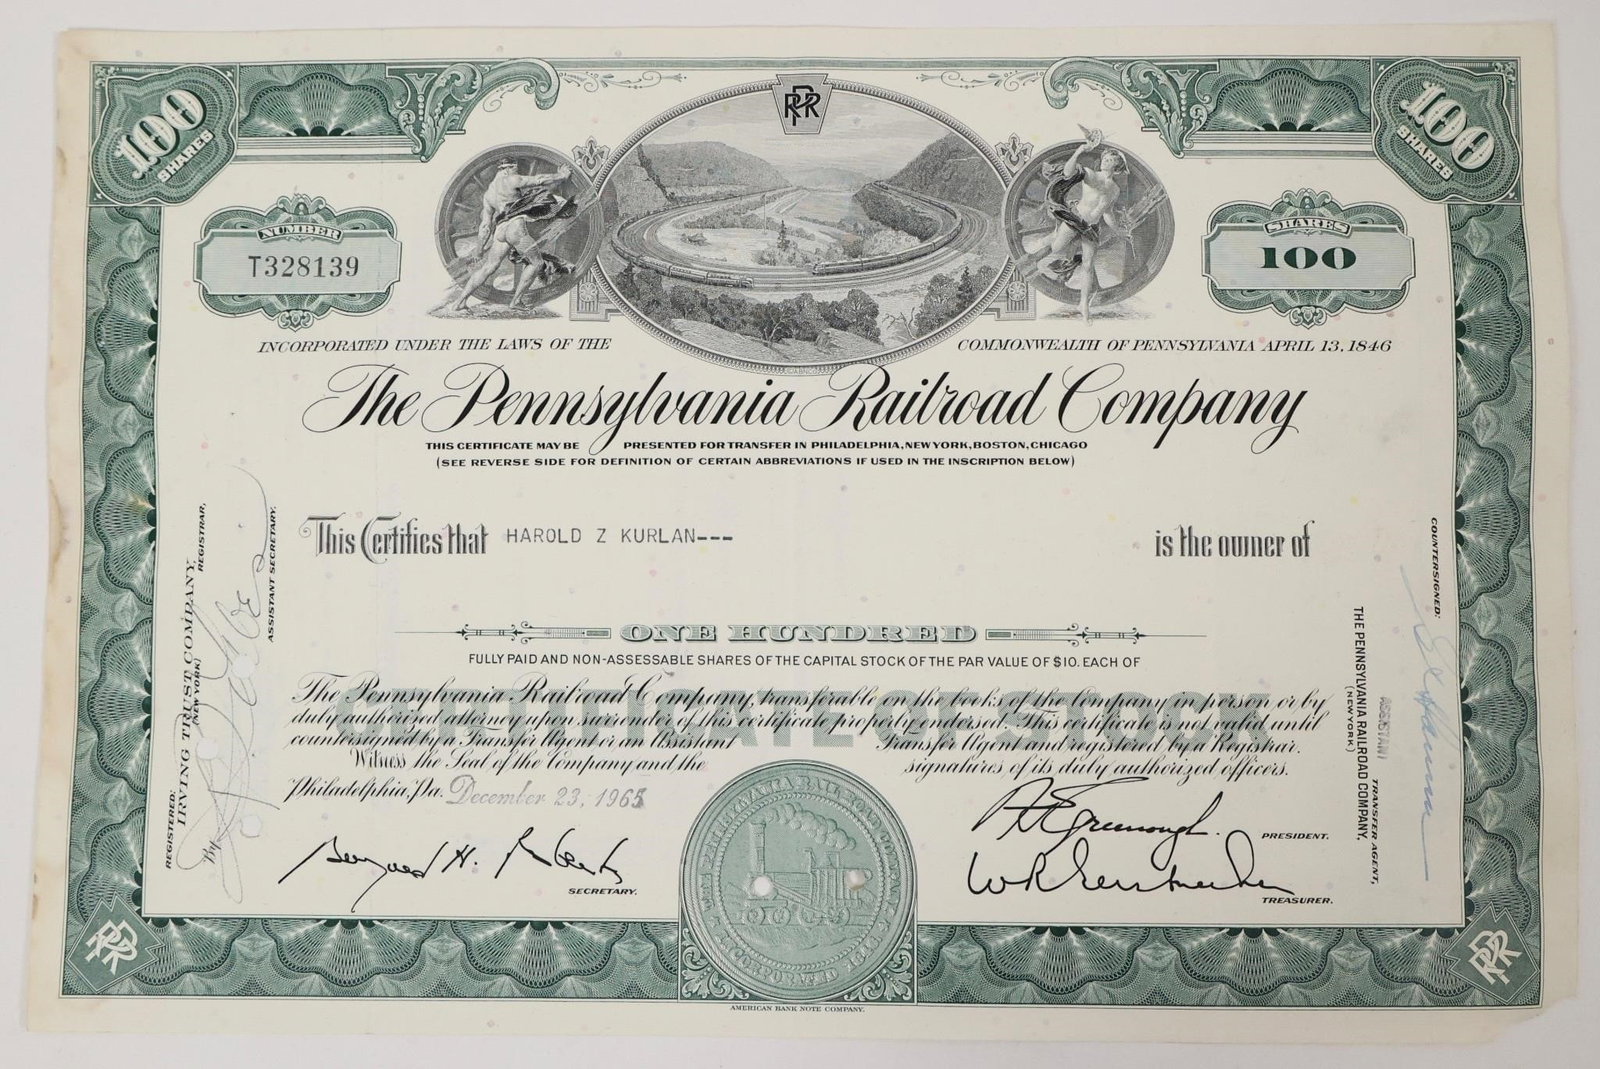 100
SHARES
PRR
100
SHARES
NUMBER
T328139
SHARES
100
INCORPORATED UNDER THE LAWS OF THE COMMONWEALTH OF PENNSYLVANIA APRIL 13, 1846
The Pennsylvania Railroad Company
THIS CERTIFICATE MAY BE PRESENTED FOR TRANSFER IN PHILADELPHIA, NEW YORK, BOSTON, CHICAGO
(SEE REVERSE SIDE FOR DEFINITION OF CERTAIN ABBREVIATIONS IF USED IN THE INSCRIPTION BELOW)
This Certifies that HAROLD Z KURLAN--- is the owner of
ONE HUNDRED
FULLY PAID AND NON-ASSESSABLE SHARES OF THE CAPITAL STOCK OF THE PAR VALUE OF $10. EACH OF
The Pennsylvania Railroad Company, transferable on the books of the Company in person or by
duly authorized attorney upon surrender of this certificate properly endorsed. This certificate is not valid until
countersigned by a Transfer Agent or an Assistant Transfer Agent and registered by a Registrar.
Witness the Seal of the Company and the signatures of its duly authorized officers.
Philadelphia, Pa. December 23, 1965
PRESIDENT.
SECRETARY.
TREASURER.
REGISTERED:
IRVING TRUST COMPANY,
(NEW YORK)
REGISTRAR,
By
ASSISTANT SECRETARY.
COUNTERSIGNED:
THE PENNSYLVANIA RAILROAD COMPANY,
(NEW YORK)
ASSISTANT
TRANSFER AGENT,
PRR
PRR
AMERICAN BANK NOTE COMPANY.